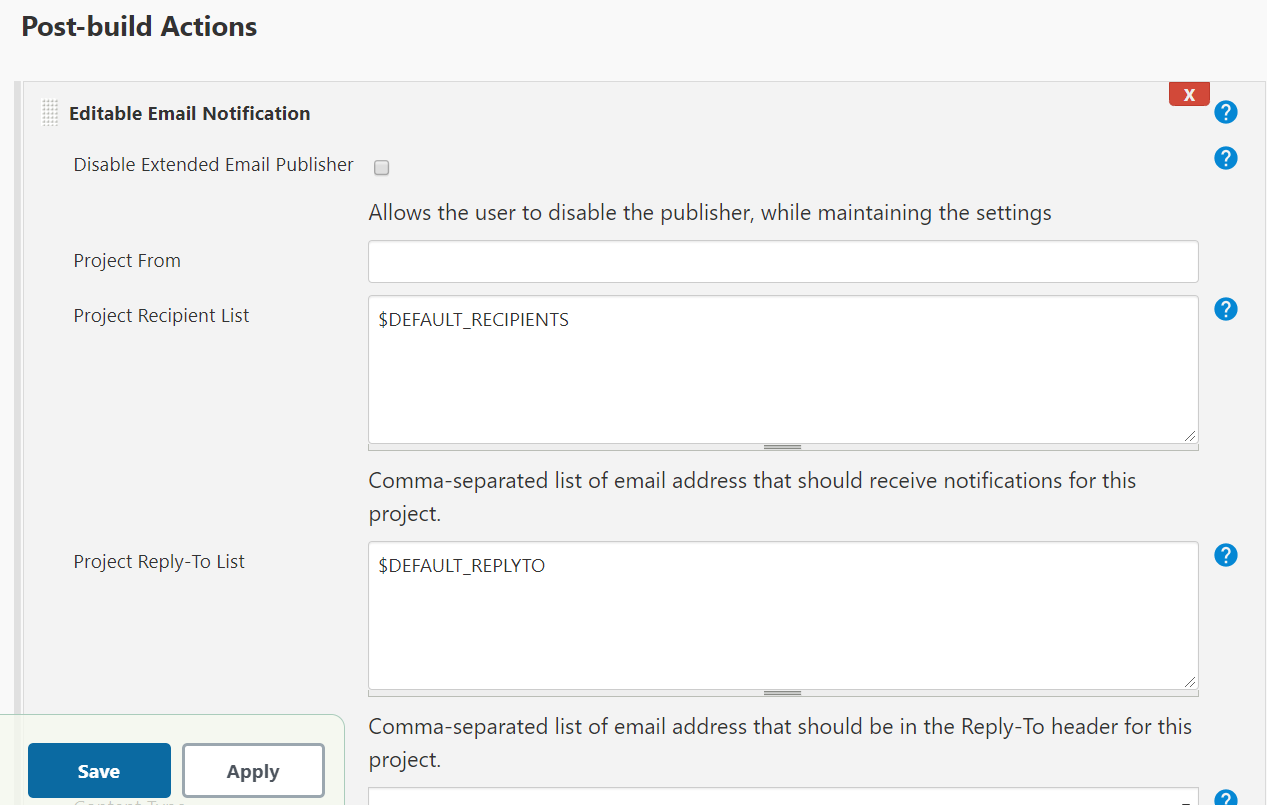 Post-build Actions
X
Editable Email Notification
?
Disable Extended Email Publisher
?
Allows the user to disable the publisher, while maintaining the settings
Project From
Project Recipient List
$DEFAULT_RECIPIENTS
?
Comma-separated list of email address that should receive notifications for this
project.
Project Reply-To List
$DEFAULT_REPLYTO
?
Comma-separated list of email address that should be in the Reply-To header for this
project.
Save
Apply
?
Content Type